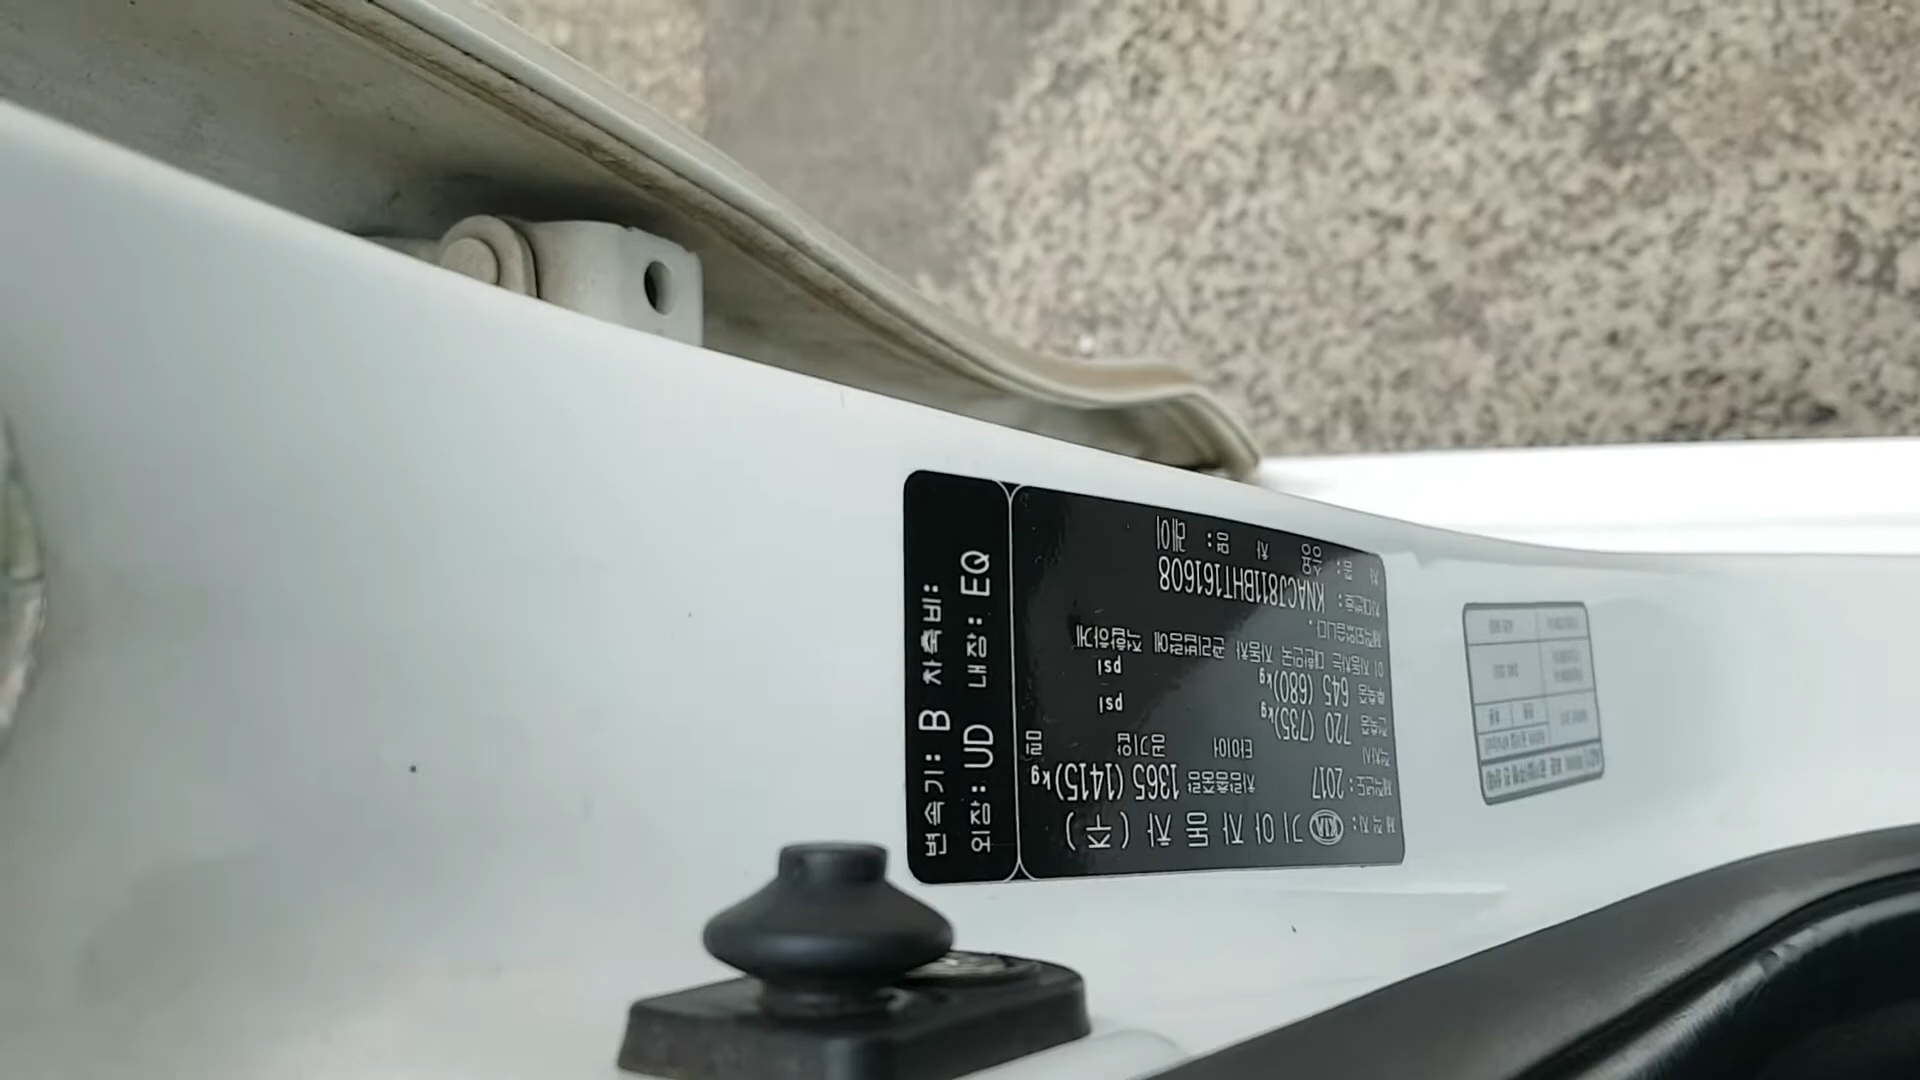 제 작 자: KIA 기 아 자 동 차 (주)
제작년도: 2017 차량총중량 1365 (1415)kg
적차시 타이어 공기압 림
전축중 720 (735)kg psi
후축중 645 (680)kg psi
이 자동차는 대한민국 자동차 관리법령에 적합하게
제작되었습니다.
차대번호: KNACJ811BHT161608
차 종: 승용 차 명: 레이
변속기: B 차축비:
외장: UD 내장: EQ